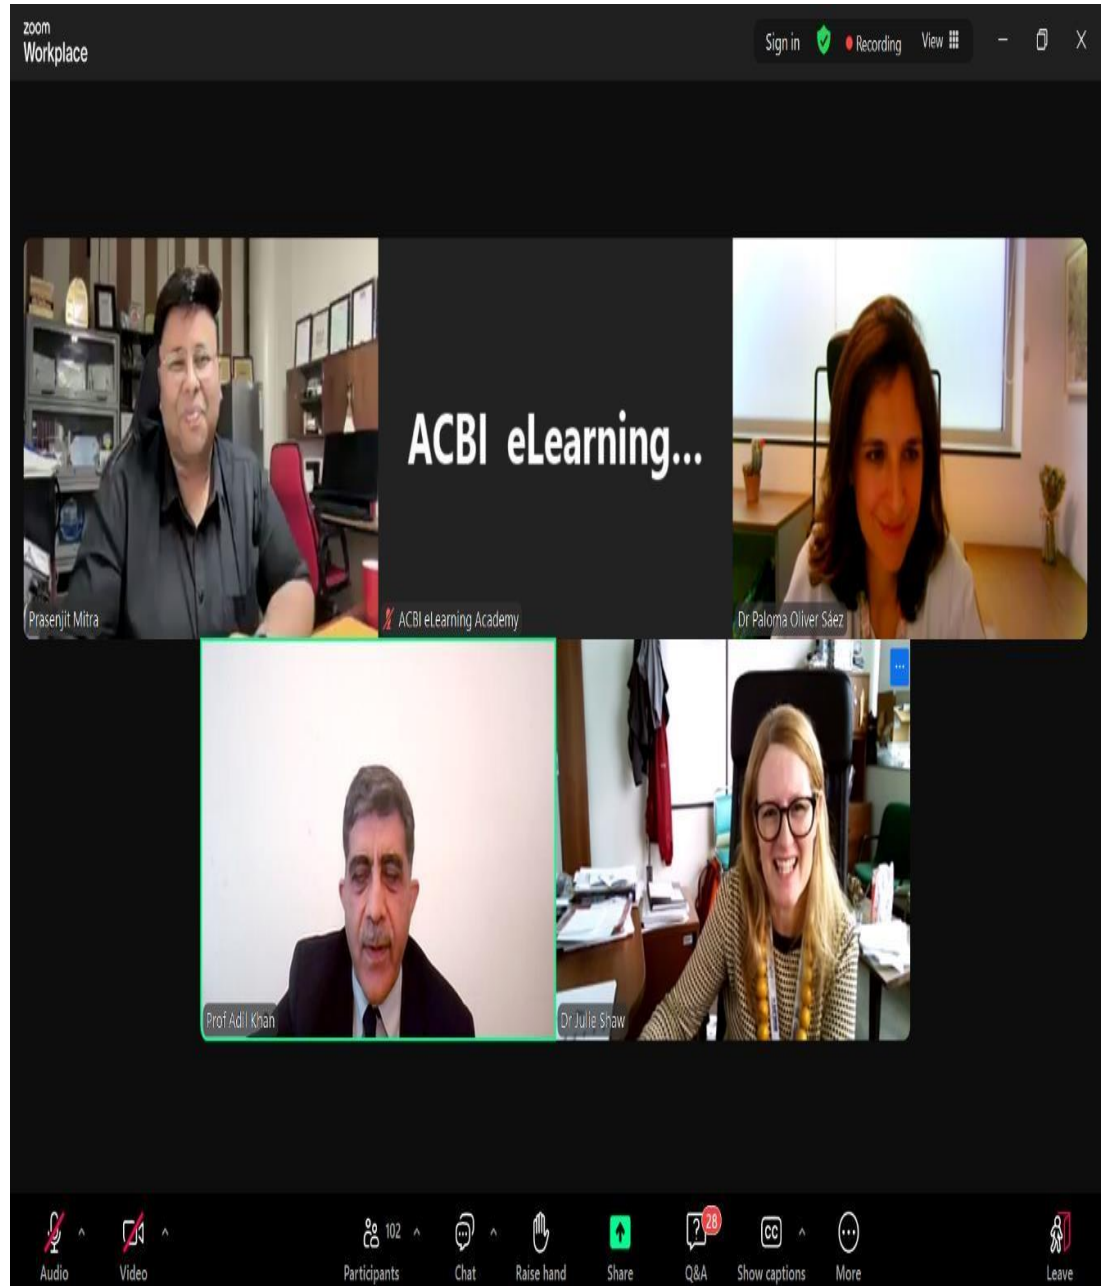 zoom
Workplace
Sign in
Recording
View
ACBI eLearning...
Prasenjit Mitra
ACBI eLearning Academy
Dr Paloma Oliver Sáez
Prof Adil Khan
Dr Julie Shaw
Audio
Video
102
Participants
Chat
Raise hand
Share
28
Q&A
CC
Show captions
More
Leave